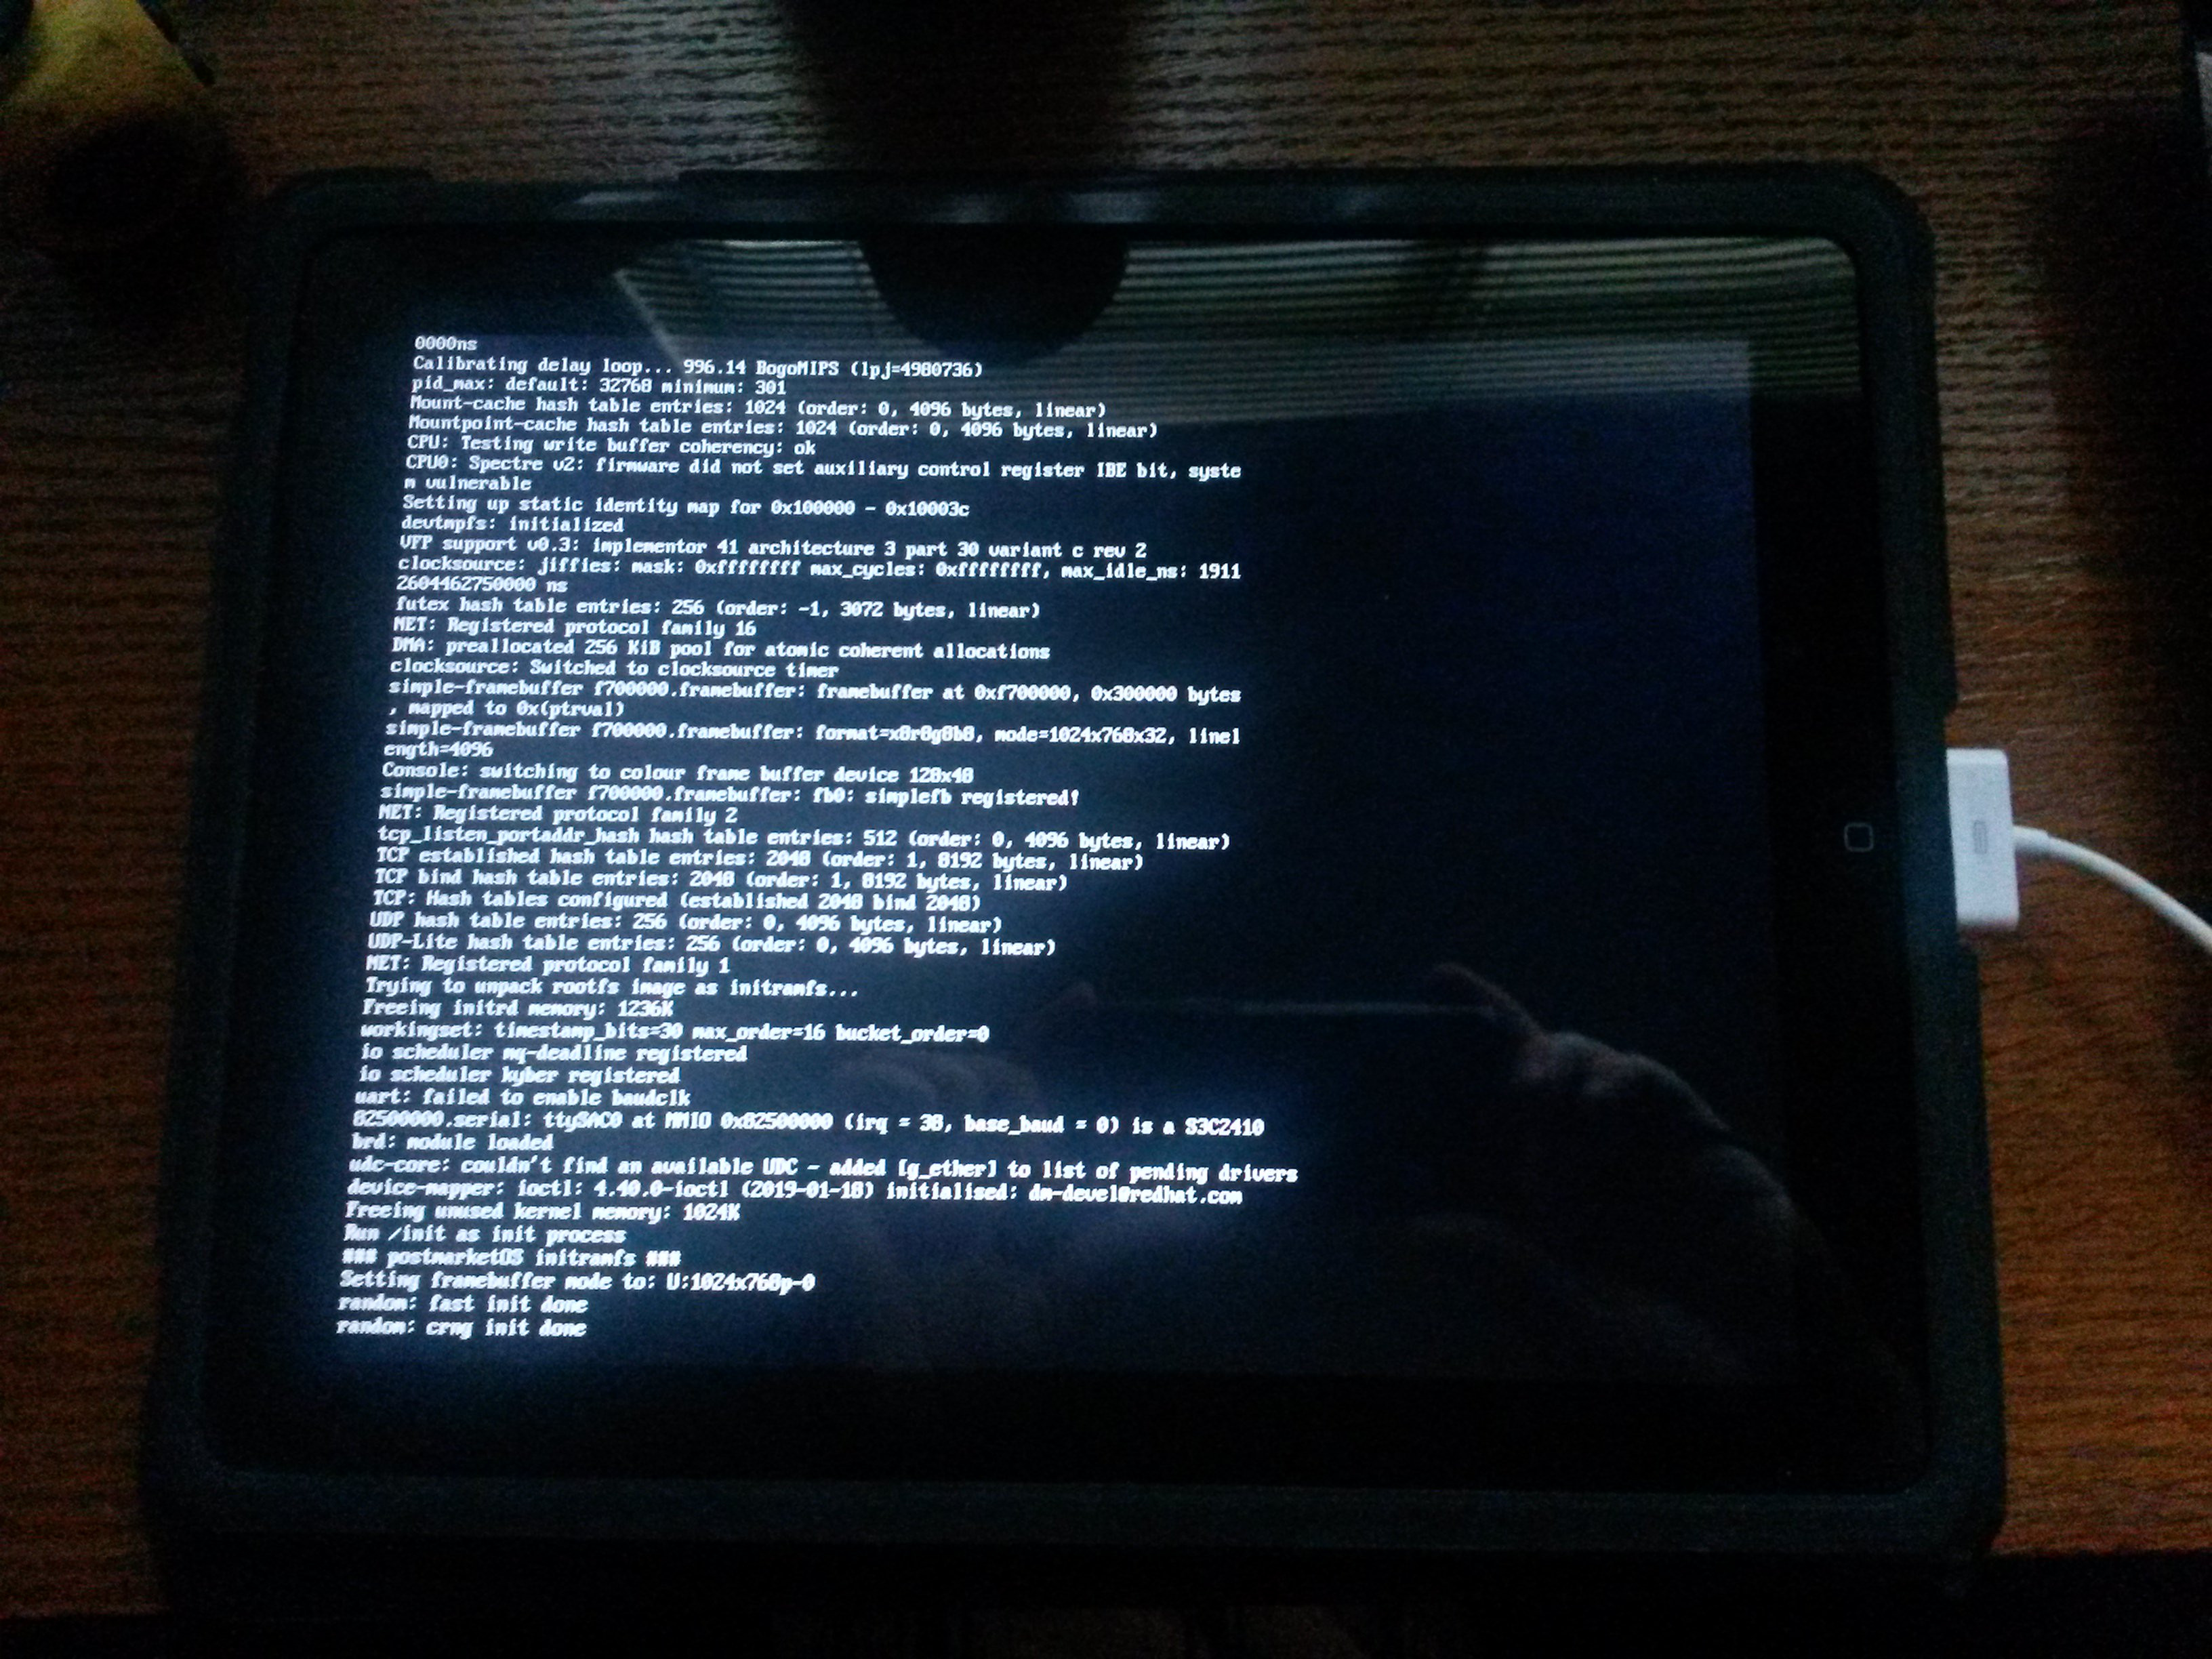 0000ns
Calibrating delay loop... 996.14 BogoMIPS (lpj=4980736)
pid_max: default: 32768 minimum: 301
Mount-cache hash table entries: 1024 (order: 0, 4096 bytes, linear)
Mountpoint-cache hash table entries: 1024 (order: 0, 4096 bytes, linear)
CPU: Testing write buffer coherency: ok
CPU0: Spectre v2: firmware did not set auxiliary control register IBE bit, syste
m vulnerable
Setting up static identity map for 0x100000 - 0x10003c
devtmpfs: initialized
VFP support v0.3: implementor 41 architecture 3 part 30 variant c rev 2
clocksource: jiffies: mask: 0xffffffff max_cycles: 0xffffffff, max_idle_ns: 1911
2604462750000 ns
futex hash table entries: 256 (order: -1, 3072 bytes, linear)
NET: Registered protocol family 16
DMA: preallocated 256 KiB pool for atomic coherent allocations
clocksource: Switched to clocksource timer
simple-framebuffer f700000.framebuffer: framebuffer at 0xf700000, 0x300000 bytes
, mapped to 0x(ptrval)
simple-framebuffer f700000.framebuffer: format=x8r8g8b8, mode=1024x768x32, linel
ength=4096
Console: switching to colour frame buffer device 128x48
simple-framebuffer f700000.framebuffer: fb0: simplefb registered!
NET: Registered protocol family 2
tcp_listen_portaddr_hash hash table entries: 512 (order: 0, 4096 bytes, linear)
TCP established hash table entries: 2048 (order: 1, 8192 bytes, linear)
TCP bind hash table entries: 2048 (order: 1, 8192 bytes, linear)
TCP: Hash tables configured (established 2048 bind 2048)
UDP hash table entries: 256 (order: 0, 4096 bytes, linear)
UDP-Lite hash table entries: 256 (order: 0, 4096 bytes, linear)
NET: Registered protocol family 1
Trying to unpack rootfs image as initramfs...
Freeing initrd memory: 1236K
workingset: timestamp_bits=30 max_order=16 bucket_order=0
io scheduler mq-deadline registered
io scheduler kyber registered
uart: failed to enable baudclk
82500000.serial: ttySAC0 at MMIO 0x82500000 (irq = 38, base_baud = 0) is a S3C2410
brd: module loaded
udc-core: couldn't find an available UDC - added [g_ether] to list of pending drivers
device-mapper: ioctl: 4.40.0-ioctl (2019-01-18) initialised: dm-devel@redhat.com
Freeing unused kernel memory: 1024K
Run /init as init process
### postmarketOS initramfs ###
Setting framebuffer mode to: U:1024x768p-0
random: fast init done
random: crng init done